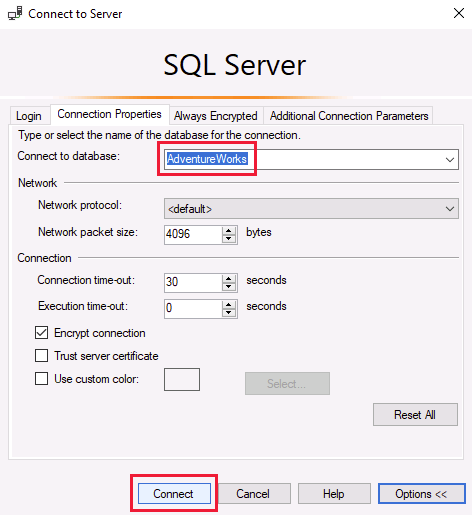 Connect to Server
SQL Server
Login Connection Properties Always Encrypted Additional Connection Parameters
Type or select the name of the database for the connection.
Connect to database: AdventureWorks
Network
Network protocol: <default>
Network packet size: 4096 bytes
Connection
Connection time-out: 30 seconds
Execution time-out: 0 seconds
Encrypt connection
Trust server certificate
Use custom color: Select...
Reset All
Connect Cancel Help Options <<